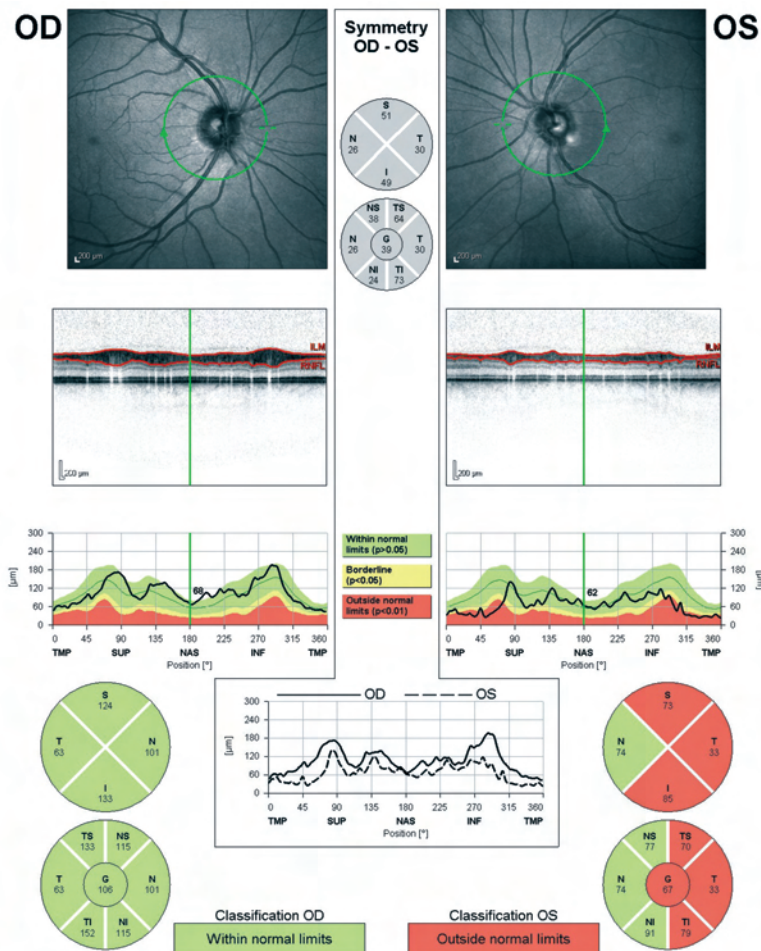 OD
Symmetry
OD - OS
OS
S
51
N
26
T
30
I
49
NS
38
TS
64
N
26
G
39
T
30
NI
24
TI
73
200 µm
200 µm
ILM
RNFL
200 µm
ILM
RNFL
200 µm
300
240
180
120
60
0
[µm]
68
0 45 90 135 180 225 270 315 360
TMP SUP NAS INF TMP
Position [°]
Within normal
limits (p>0.05)
Borderline
(p<0.05)
Outside normal
limits (p<0.01)
62
300
240
180
120
60
0
[µm]
0 45 90 135 180 225 270 315 360
TMP SUP NAS INF TMP
Position [°]
S
124
T
63
N
101
I
133
OD OS
300
240
180
120
60
0
[µm]
0 45 90 135 180 225 270 315 360
TMP SUP NAS INF TMP
Position [°]
S
73
N
74
T
33
I
85
TS
133
NS
115
T
63
G
106
N
101
TI
152
NI
115
NS
77
TS
70
N
74
G
67
T
33
NI
91
TI
79
Classification OD
Within normal limits
Classification OS
Outside normal limits